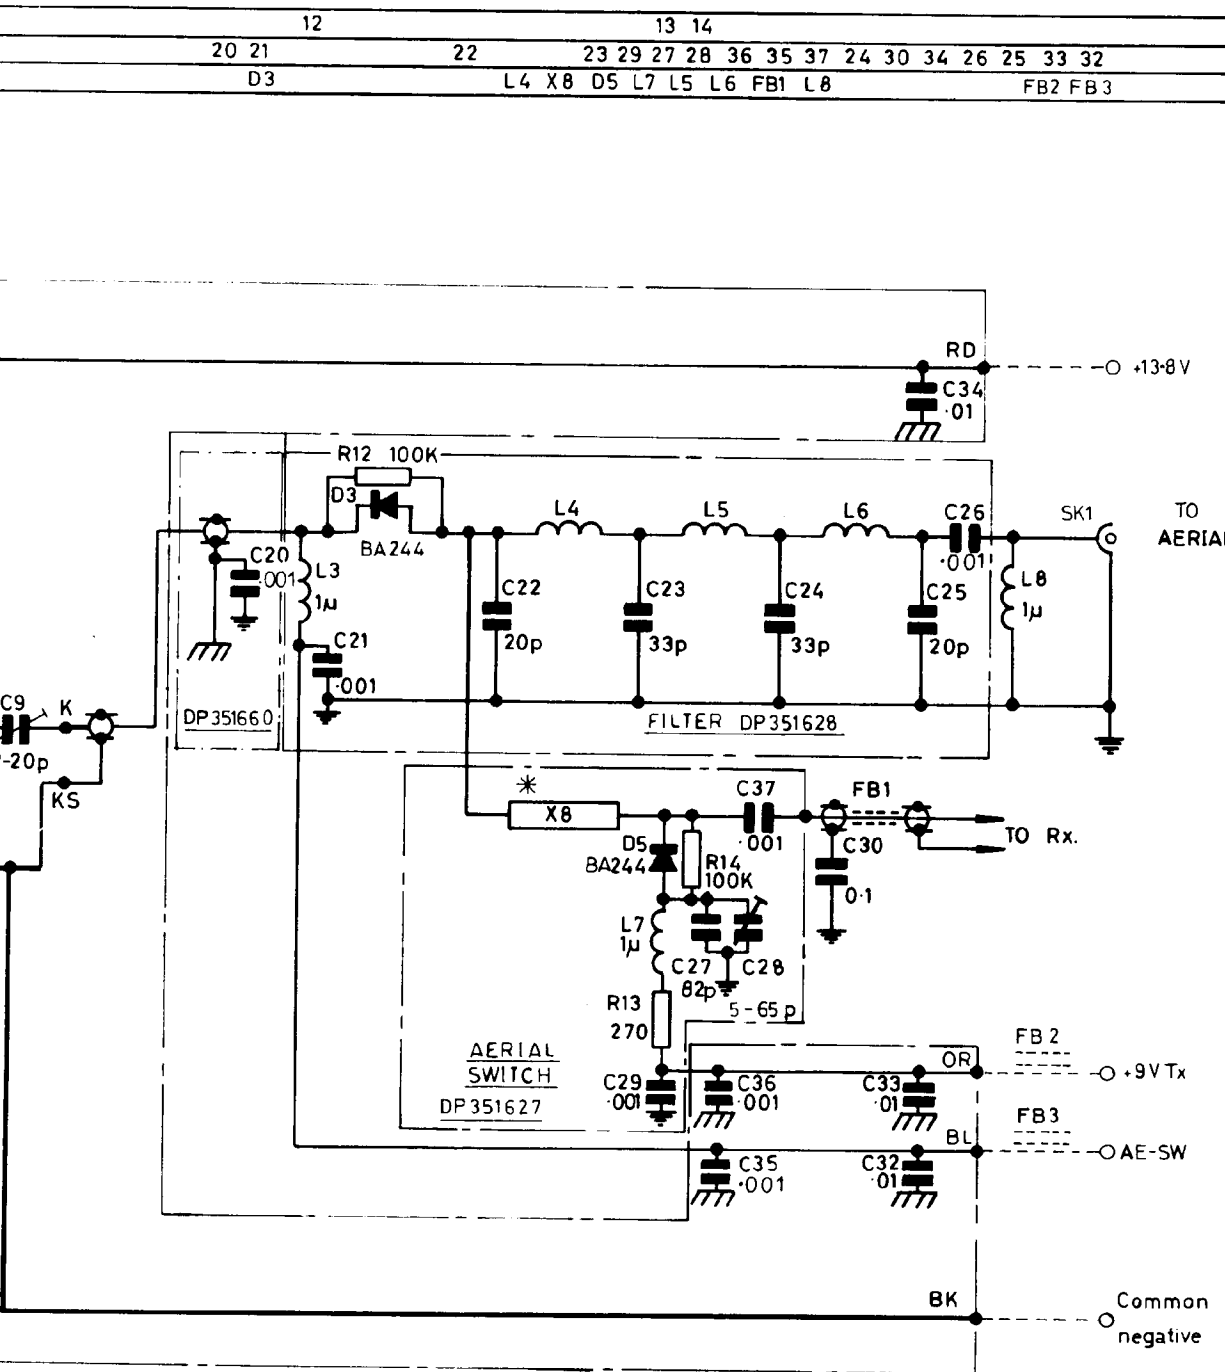 12 13 14
20 21 22 23 29 27 28 36 35 37 24 30 34 26 25 33 32
D3 L4 X8 D5 L7 L5 L6 FB1 L8 FB2 FB3
RD
+13·8V
C34
·01
R12 100K
D3
BA244
L4
L5
L6
C26
·001
SK1
TO
AERIAL
C20
·001
L3
1µ
C22
20p
C23
33p
C24
33p
C25
20p
L8
1µ
C21
·001
C9
-20p
K
KS
DP351660
FILTER DP351628
X8
C37
·001
FB1
TO Rx.
D5
BA244
R14
100K
C30
0·1
L7
1µ
C27
82p
C28
5-65p
R13
270
AERIAL
SWITCH
DP351627
C29
·001
C36
·001
C33
·01
OR
FB2
+9V Tx
C35
·001
C32
·01
BL
FB3
AE-SW
BK
Common
negative